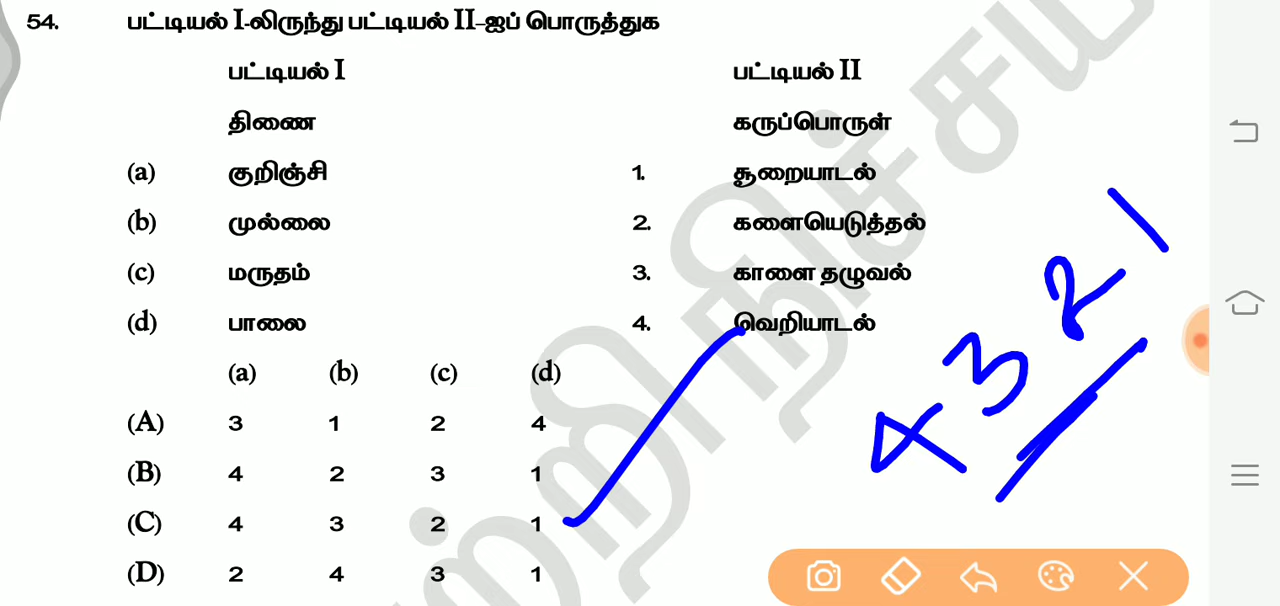 54. பட்டியல் I-லிருந்து பட்டியல் II-ஐப் பொருத்துக
பட்டியல் I பட்டியல் II
திணை கருப்பொருள்
(a) குறிஞ்சி 1. சூறையாடல்
(b) முல்லை 2. களையெடுத்தல்
(c) மருதம் 3. காளை தழுவல்
(d) பாலை 4. வெறியாடல்
(a) (b) (c) (d)
(A) 3 1 2 4
(B) 4 2 3 1
(C) 4 3 2 1
(D) 2 4 3 1
4 3 2 1